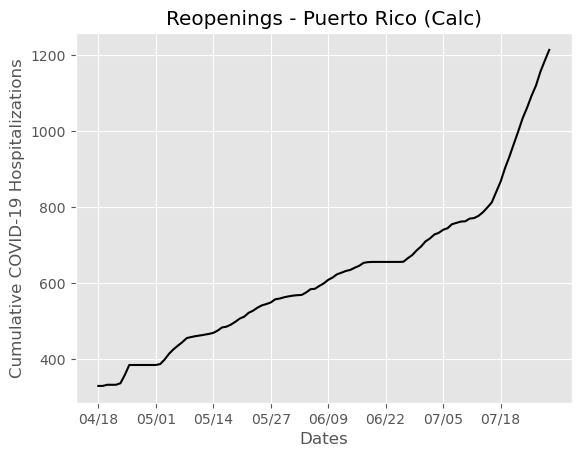 Reopenings - Puerto Rico (Calc)
Cumulative COVID-19 Hospitalizations
1200
1000
800
600
400
04/18 05/01 05/14 05/27 06/09 06/22 07/05 07/18
Dates